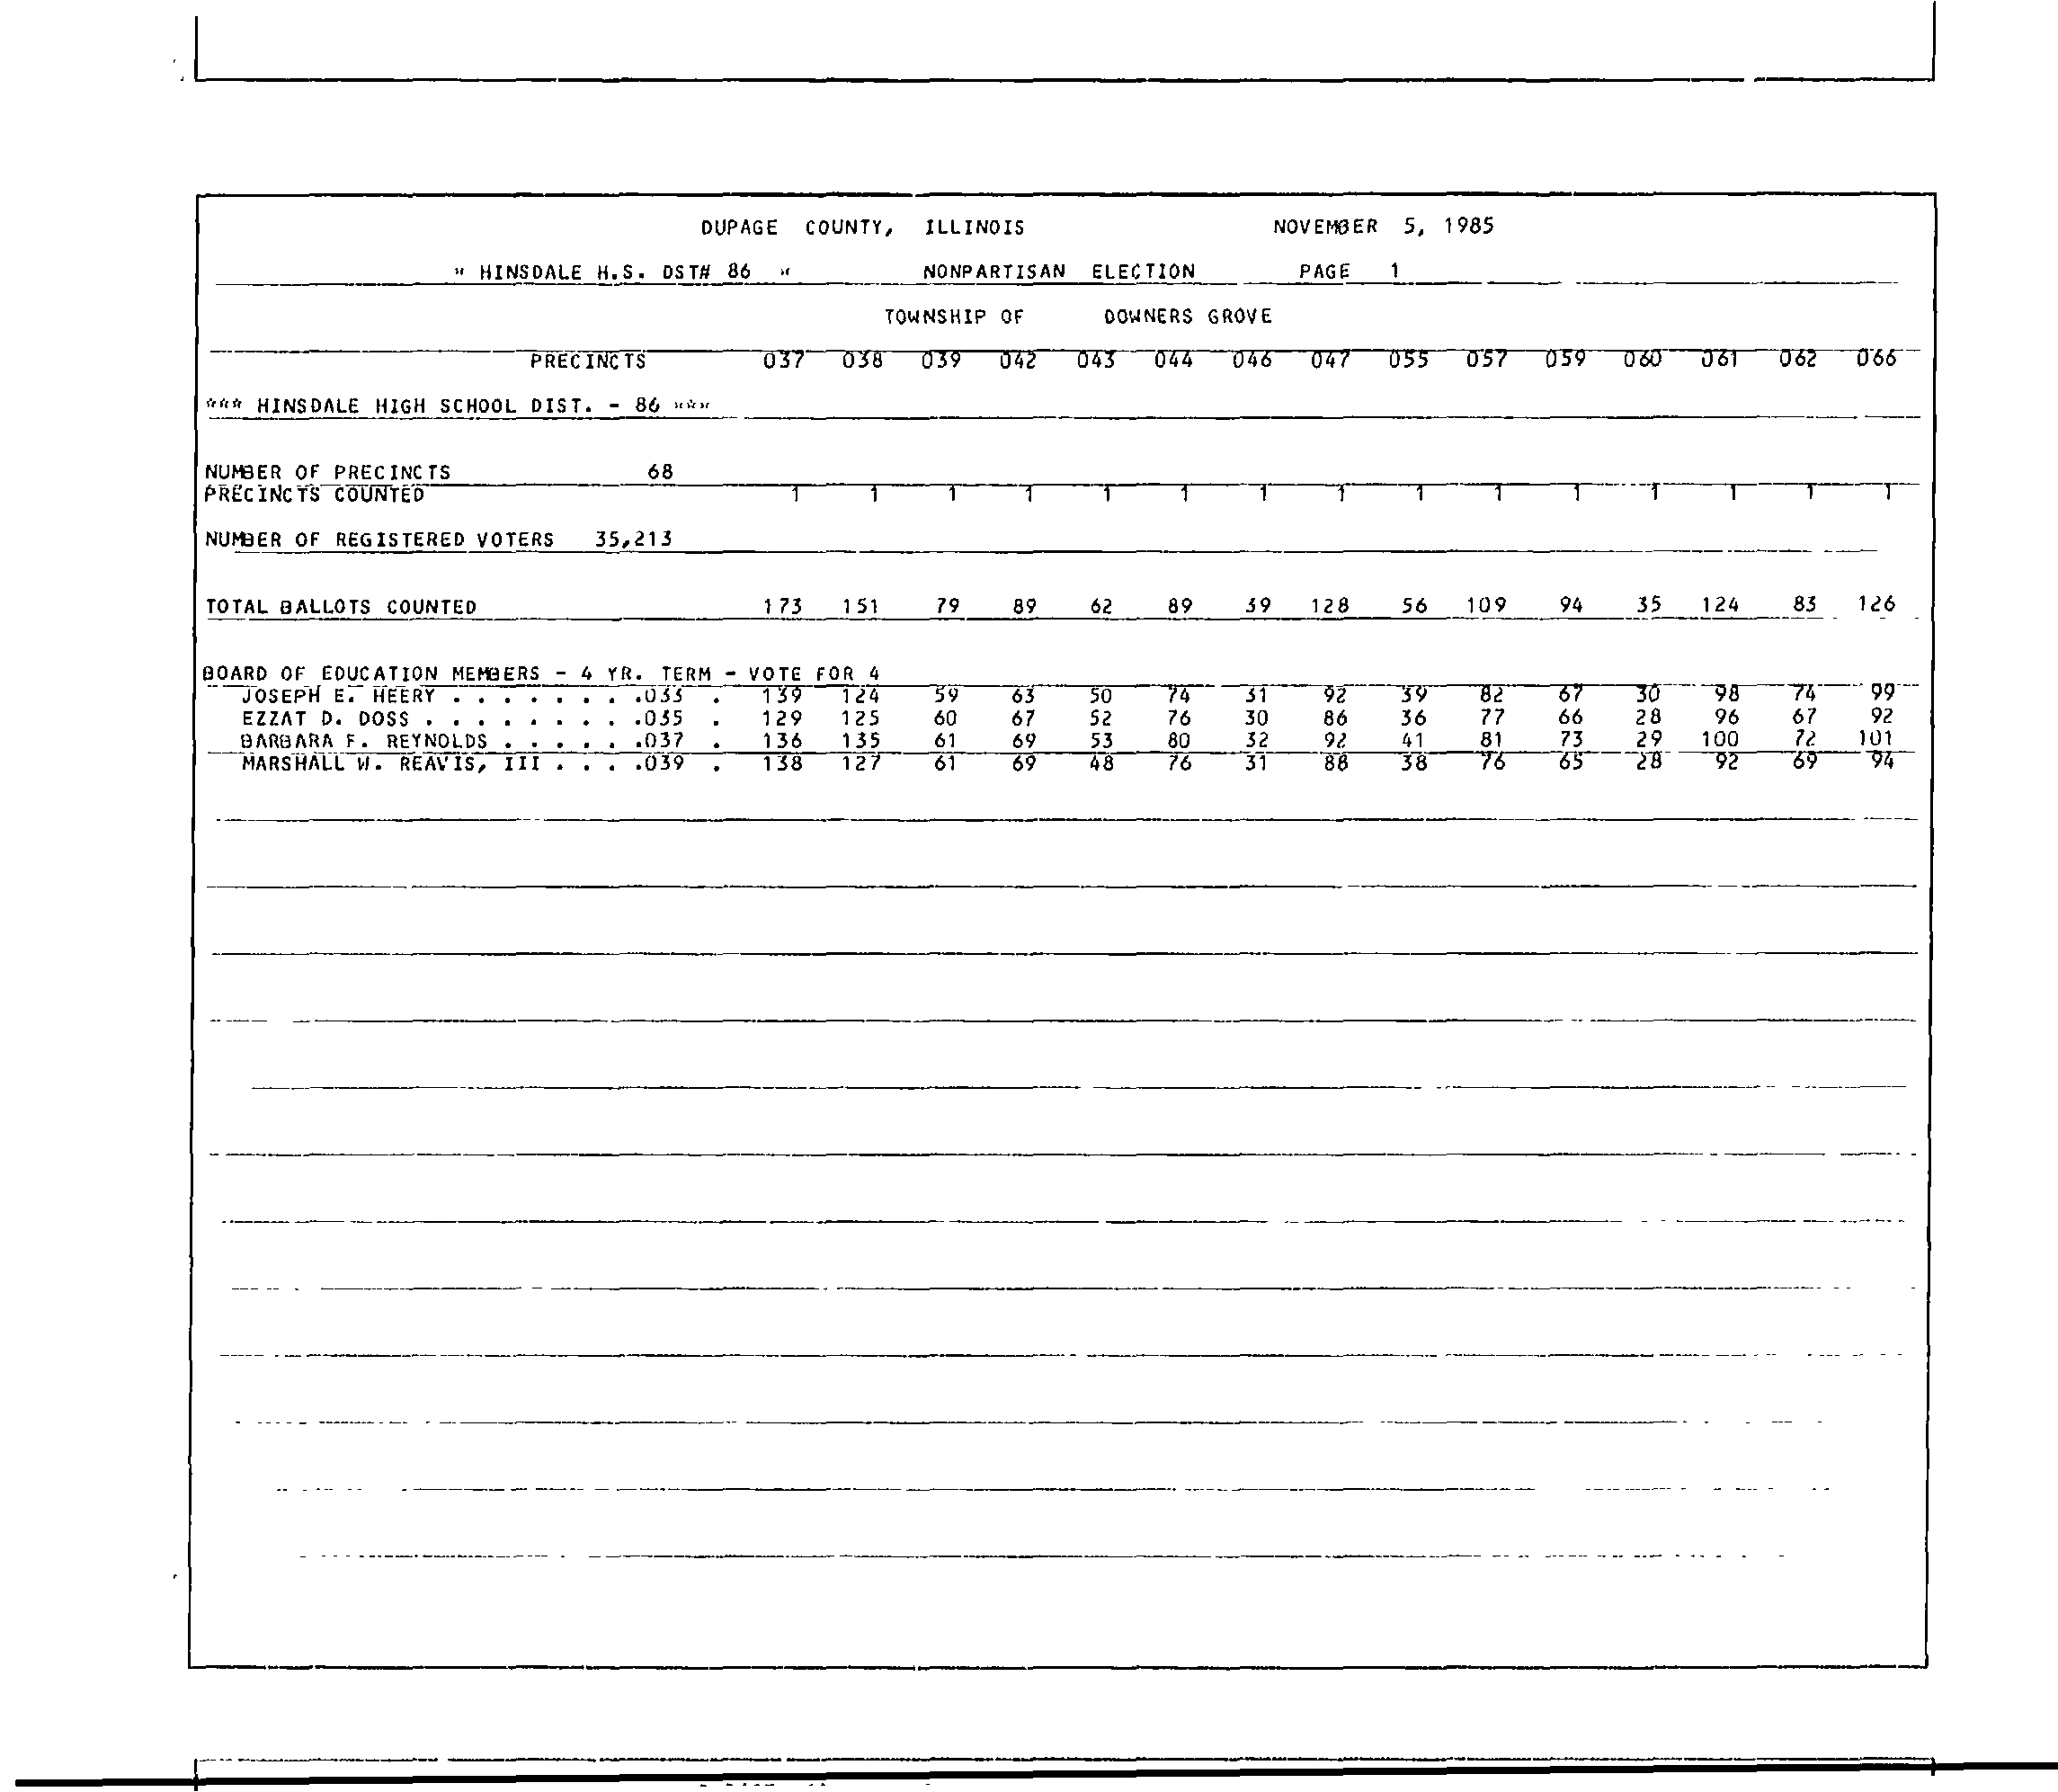 DUPAGE COUNTY, ILLINOIS NOVEMBER 5, 1985
" HINSDALE H.S. DST# 86 " NONPARTISAN ELECTION PAGE 1
TOWNSHIP OF DOWNERS GROVE
PRECINCTS 037 038 039 042 043 044 046 047 055 057 059 060 061 062 066
*** HINSDALE HIGH SCHOOL DIST. - 86 ***
NUMBER OF PRECINCTS 68
PRECINCTS COUNTED 1 1 1 1 1 1 1 1 1 1 1 1 1 1 1
NUMBER OF REGISTERED VOTERS 35,213
TOTAL BALLOTS COUNTED 173 151 79 89 62 89 39 128 56 109 94 35 124 83 126
BOARD OF EDUCATION MEMBERS - 4 YR. TERM - VOTE FOR 4
JOSEPH E. HEERY . . . . . . . .033 . 139 124 59 63 50 74 31 92 39 82 67 30 98 74 99
EZZAT D. DOSS . . . . . . . . .035 . 129 125 60 67 52 76 30 86 36 77 66 28 96 67 92
BARBARA F. REYNOLDS . . . . . .037 . 136 135 61 69 53 80 32 92 41 81 73 29 100 72 101
MARSHALL W. REAVIS, III . . . .039 . 138 127 61 69 48 76 31 88 38 76 65 28 92 69 94